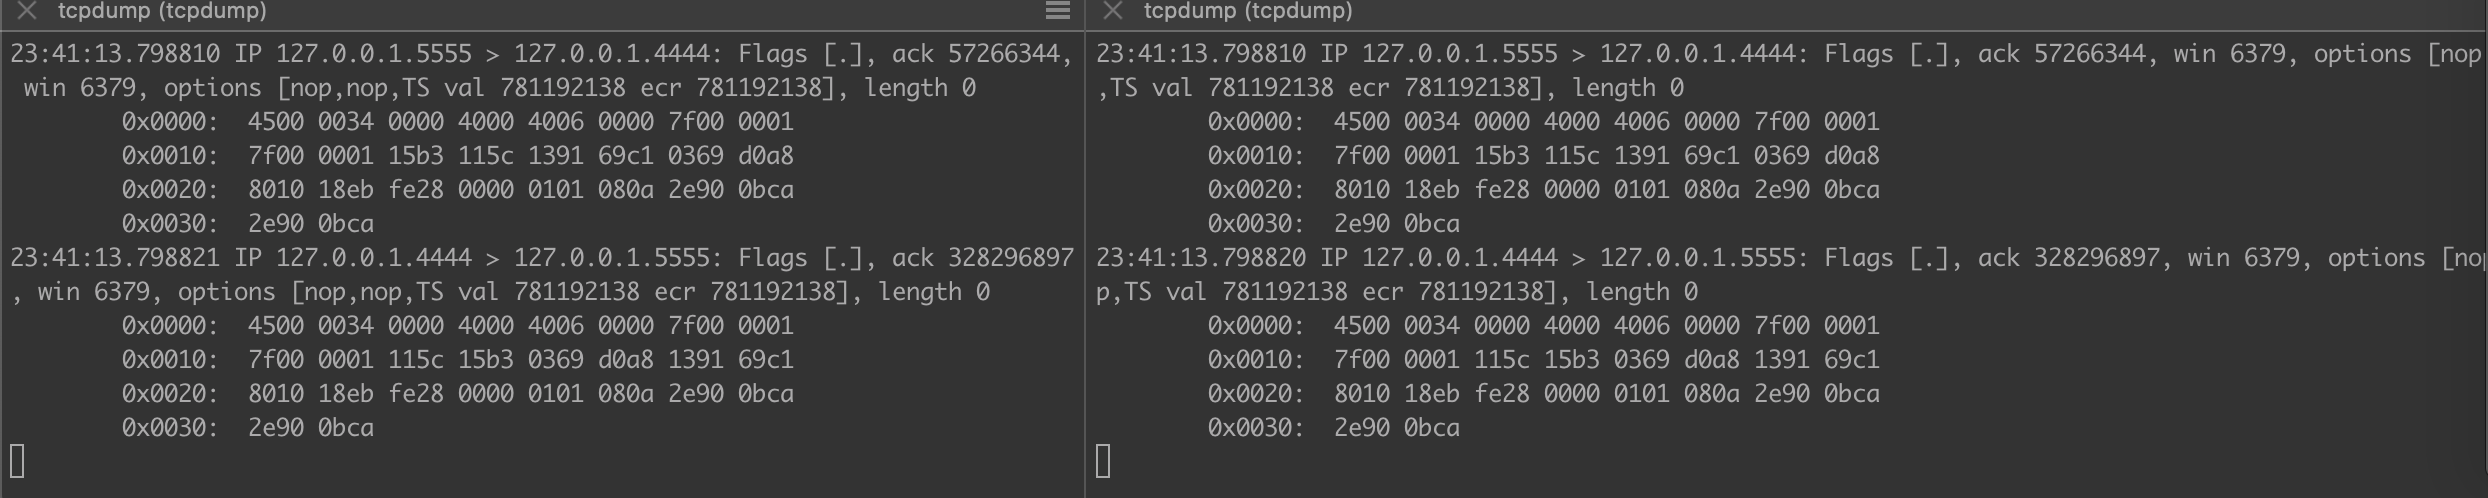 tcpdump (tcpdump)
23:41:13.798810 IP 127.0.0.1.5555 > 127.0.0.1.4444: Flags [.], ack 57266344,
win 6379, options [nop,nop,TS val 781192138 ecr 781192138], length 0
0x0000:  4500 0034 0000 4000 4006 0000 7f00 0001
0x0010:  7f00 0001 15b3 115c 1391 69c1 0369 d0a8
0x0020:  8010 18eb fe28 0000 0101 080a 2e90 0bca
0x0030:  2e90 0bca
23:41:13.798821 IP 127.0.0.1.4444 > 127.0.0.1.5555: Flags [.], ack 328296897
, win 6379, options [nop,nop,TS val 781192138 ecr 781192138], length 0
0x0000:  4500 0034 0000 4000 4006 0000 7f00 0001
0x0010:  7f00 0001 115c 15b3 0369 d0a8 1391 69c1
0x0020:  8010 18eb fe28 0000 0101 080a 2e90 0bca
0x0030:  2e90 0bca
tcpdump (tcpdump)
23:41:13.798810 IP 127.0.0.1.5555 > 127.0.0.1.4444: Flags [.], ack 57266344, win 6379, options [nop
,TS val 781192138 ecr 781192138], length 0
0x0000:  4500 0034 0000 4000 4006 0000 7f00 0001
0x0010:  7f00 0001 15b3 115c 1391 69c1 0369 d0a8
0x0020:  8010 18eb fe28 0000 0101 080a 2e90 0bca
0x0030:  2e90 0bca
23:41:13.798820 IP 127.0.0.1.4444 > 127.0.0.1.5555: Flags [.], ack 328296897, win 6379, options [nop
p,TS val 781192138 ecr 781192138], length 0
0x0000:  4500 0034 0000 4000 4006 0000 7f00 0001
0x0010:  7f00 0001 115c 15b3 0369 d0a8 1391 69c1
0x0020:  8010 18eb fe28 0000 0101 080a 2e90 0bca
0x0030:  2e90 0bca